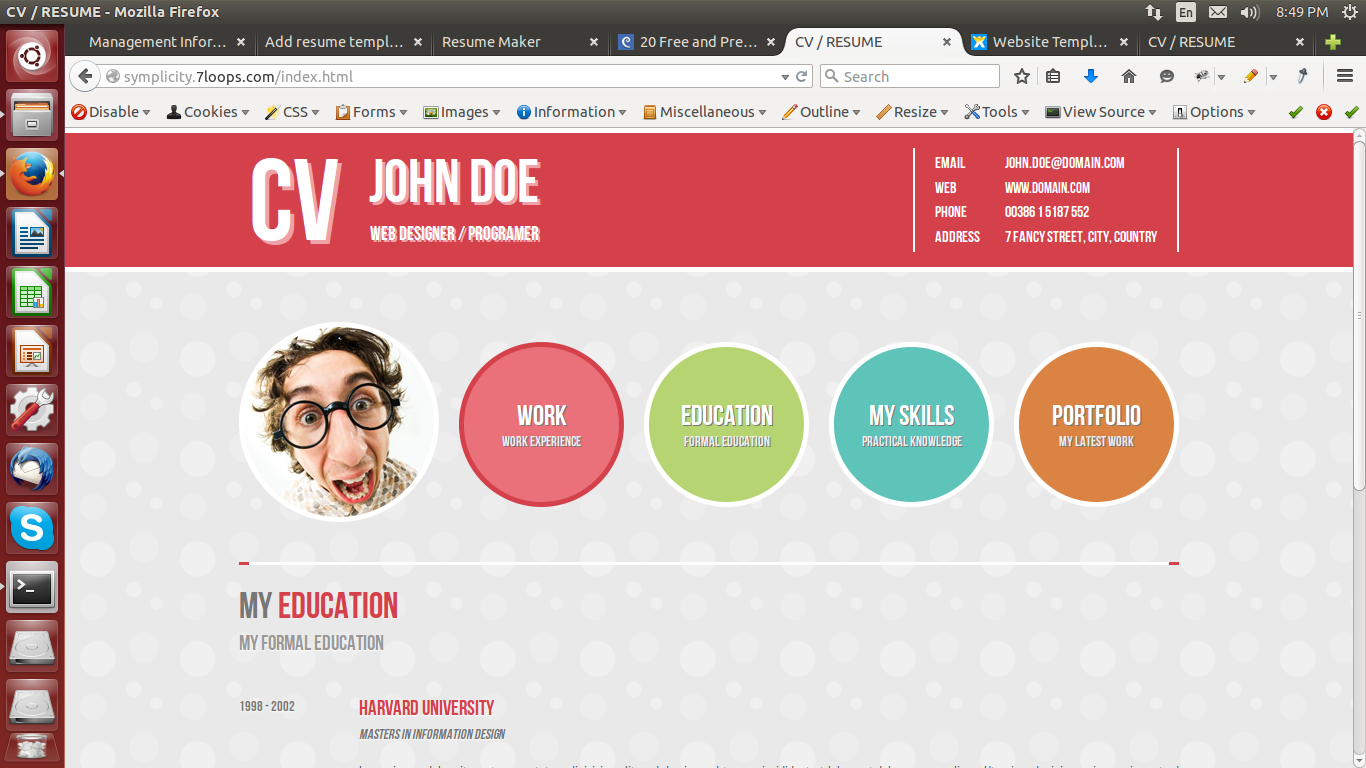 CV / RESUME - Mozilla Firefox
En
8:49 PM
Management Infor...
Add resume templ...
Resume Maker
20 Free and Pre...
CV / RESUME
Website Templ...
CV / RESUME
symplicity.7loops.com/index.html
Search
Disable
Cookies
CSS
Forms
Images
Information
Miscellaneous
Outline
Resize
Tools
View Source
Options
CV
JOHN DOE
WEB DESIGNER / PROGRAMER
EMAIL JOHN.DOE@DOMAIN.COM
WEB WWW.DOMAIN.COM
PHONE 00386 1 5187 552
ADDRESS 7 FANCY STREET, CITY, COUNTRY
WORK
WORK EXPERIENCE
EDUCATION
FORMAL EDUCATION
MY SKILLS
PRACTICAL KNOWLEDGE
PORTFOLIO
MY LATEST WORK
MY EDUCATION
MY FORMAL EDUCATION
1998 - 2002
HARVARD UNIVERSITY
MASTERS IN INFORMATION DESIGN